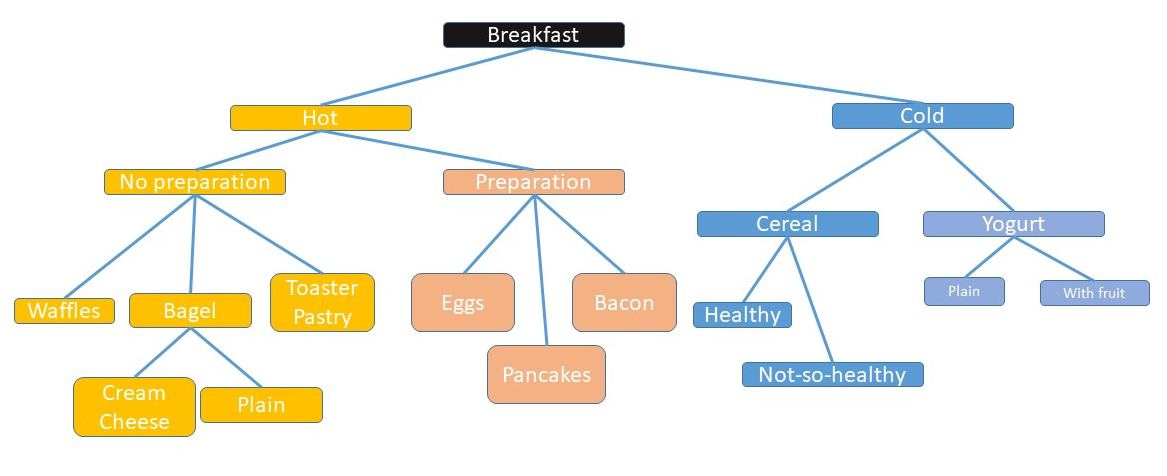 Breakfast
Hot
Cold
No preparation
Preparation
Cereal
Yogurt
Waffles
Bagel
Toaster
Pastry
Eggs
Bacon
Healthy
Plain
With fruit
Pancakes
Not-so-healthy
Cream
Cheese
Plain